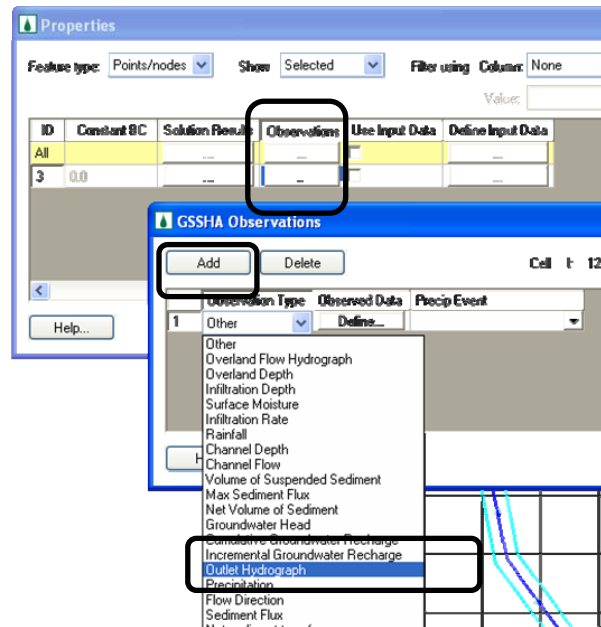 Properties
Feature type: Points/nodes Show Selected Filter using Column: None
Value:
ID Constant BC Solution Results Observations Use Input Data Define Input Data
All ... ... ...
3 0.0 ... ... ...
GSSHA Observations
Add Delete Cell I: 12
Observation Type Observed Data Precip Event
1 Other Define...
Help...
Other
Overland Flow Hydrograph
Overland Depth
Infiltration Depth
Surface Moisture
Infiltration Rate
Rainfall
Channel Depth
H
Channel Flow
Volume of Suspended Sediment
Max Sediment Flux
Net Volume of Sediment
Groundwater Head
Cumulative Groundwater Recharge
Incremental Groundwater Recharge
Outlet Hydrograph
Precipitation
Flow Direction
Sediment Flux